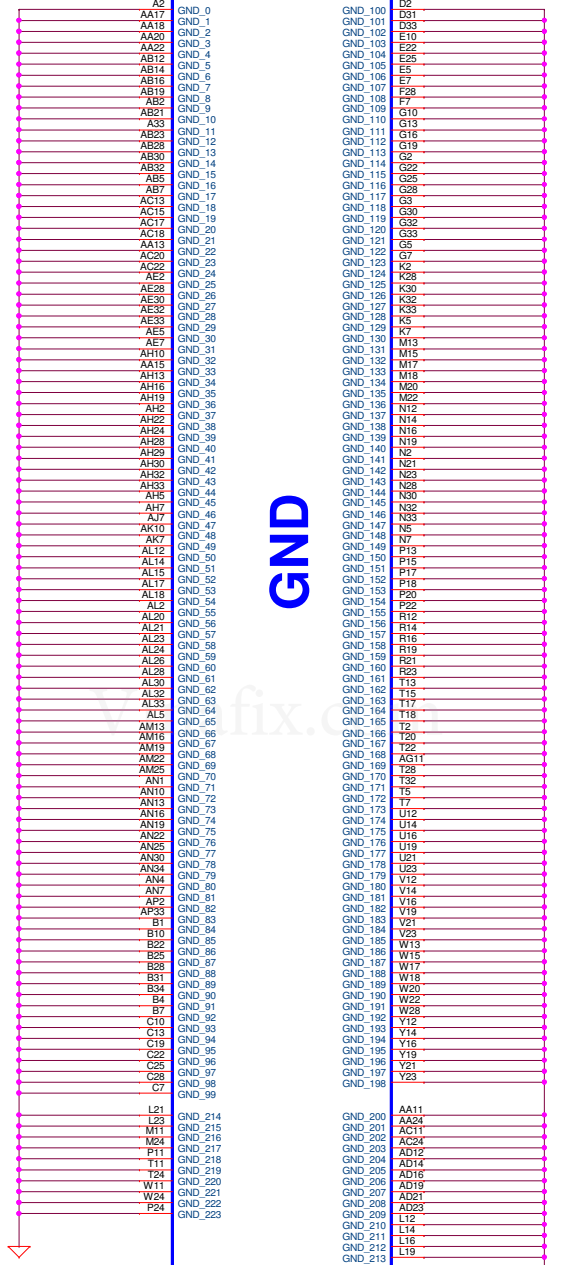 A2 GND_0 GND_100 D2
AA17 GND_1 GND_101 D31
AA18 GND_2 GND_102 D33
AA20 GND_3 GND_103 E10
AA22 GND_4 GND_104 E22
AB12 GND_5 GND_105 E25
AB14 GND_6 GND_106 E5
AB16 GND_7 GND_107 E7
AB19 GND_8 GND_108 F28
AB2 GND_9 GND_109 F7
AB21 GND_10 GND_110 G10
A33 GND_11 GND_111 G13
AB23 GND_12 GND_112 G16
AB28 GND_13 GND_113 G19
AB30 GND_14 GND_114 G2
AB32 GND_15 GND_115 G22
AB5 GND_16 GND_116 G25
AB7 GND_17 GND_117 G28
AC13 GND_18 GND_118 G3
AC15 GND_19 GND_119 G30
AC17 GND_20 GND_120 G32
AC18 GND_21 GND_121 G33
AA13 GND_22 GND_122 G5
AC20 GND_23 GND_123 G7
AC22 GND_24 GND_124 K2
AE2 GND_25 GND_125 K28
AE28 GND_26 GND_126 K30
AE30 GND_27 GND_127 K32
AE32 GND_28 GND_128 K33
AE33 GND_29 GND_129 K5
AE5 GND_30 GND_130 K7
AE7 GND_31 GND_131 M13
AH10 GND_32 GND_132 M15
AA15 GND_33 GND_133 M17
AH13 GND_34 GND_134 M18
AH16 GND_35 GND_135 M20
AH19 GND_36 GND_136 M22
AH2 GND_37 GND_137 N12
AH22 GND_38 GND_138 N14
AH24 GND_39 GND_139 N16
AH28 GND_40 GND_140 N19
AH29 GND_41 GND_141 N2
AH30 GND_42 GND_142 N21
AH32 GND_43 GND_143 N23
AH33 GND_44 GND_144 N28
AH5 GND_45 GND_145 N30
AH7 GND_46 GND_146 N32
AJ7 GND_47 GND_147 N33
AK10 GND_48 GND_148 N5
AK7 GND_49 GND_149 N7
AL12 GND_50 GND_150 P13
AL14 GND_51 GND_151 P15
AL15 GND_52 GND_152 P17
AL17 GND_53 GND_153 P18
AL18 GND_54 GND_154 P20
AL2 GND_55 GND_155 P22
AL20 GND_56 GND_156 R12
AL21 GND_57 GND_157 R14
AL23 GND_58 GND_158 R16
AL24 GND_59 GND_159 R19
AL26 GND_60 GND_160 R21
AL28 GND_61 GND_161 R23
AL30 GND_62 GND_162 T13
AL32 GND_63 GND_163 T15
AL33 GND_64 GND_164 T17
AL5 GND_65 GND_165 T18
AM13 GND_66 GND_166 T2
AM16 GND_67 GND_167 T20
AM19 GND_68 GND_168 T22
AM22 GND_69 GND_169 AG11
AM25 GND_70 GND_170 T28
AN1 GND_71 GND_171 T32
AN10 GND_72 GND_172 T5
AN13 GND_73 GND_173 T7
AN16 GND_74 GND_174 U12
AN19 GND_75 GND_175 U14
AN22 GND_76 GND_176 U16
AN25 GND_77 GND_177 U19
AN30 GND_78 GND_178 U21
AN34 GND_79 GND_179 U23
AN4 GND_80 GND_180 V12
AN7 GND_81 GND_181 V14
AP2 GND_82 GND_182 V16
AP33 GND_83 GND_183 V19
B1 GND_84 GND_184 V21
B10 GND_85 GND_185 V23
B22 GND_86 GND_186 W13
B25 GND_87 GND_187 W15
B28 GND_88 GND_188 W17
B31 GND_89 GND_189 W18
B34 GND_90 GND_190 W20
B4 GND_91 GND_191 W22
B7 GND_92 GND_192 W28
C10 GND_93 GND_193 Y12
C13 GND_94 GND_194 Y14
C19 GND_95 GND_195 Y16
C22 GND_96 GND_196 Y19
C25 GND_97 GND_197 Y21
C28 GND_98 GND_198 Y23
C7 GND_99
L21 GND_214 GND_200 AA11
L23 GND_215 GND_201 AA24
M11 GND_216 GND_202 AC11
M24 GND_217 GND_203 AC24
P11 GND_218 GND_204 AD12
T11 GND_219 GND_205 AD14
T24 GND_220 GND_206 AD16
W11 GND_221 GND_207 AD19
W24 GND_222 GND_208 AD21
P24 GND_223 GND_209 AD23
GND_210 L12
GND_211 L14
GND_212 L16
GND_213 L19
GND